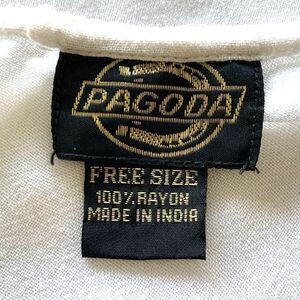 PAGODA
FREE SIZE
100% RAYON
MADE IN INDIA